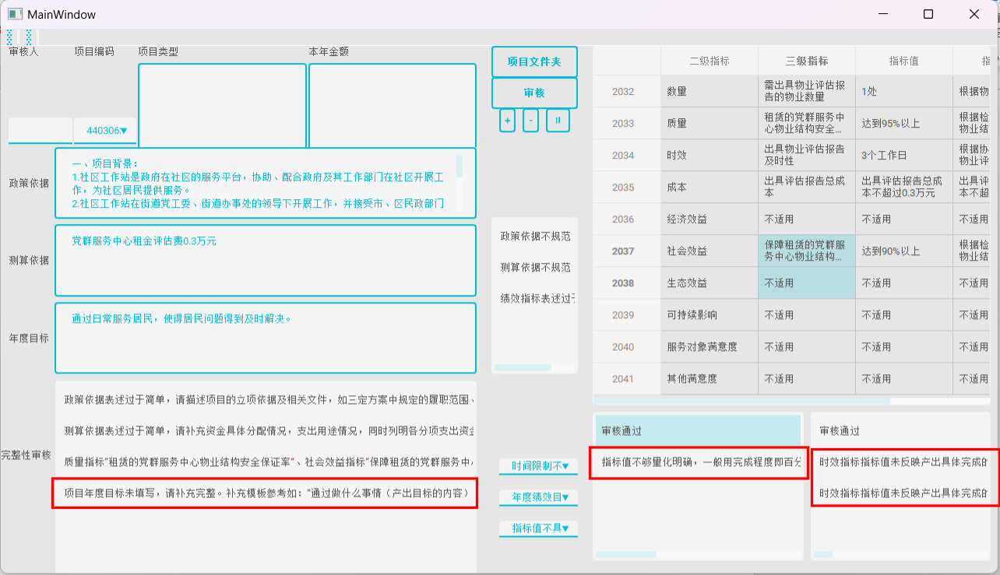 MainWindow
审核人
项目编码
项目类型
本年金额
440306
政策依据
一、项目背景：
1.社区工作站是政府在社区的服务平台，协助、配合政府及其工作部门在社区开展工
作，为社区居民提供服务。
2.社区工作站在街道党工委、街道办事处的领导下开展工作，并接受市、区民政部门
测算依据
党群服务中心租金评估费0.3万元
年度目标
通过日常服务居民，使得居民问题得到及时解决。
完整性审核
政策依据表述过于简单，请描述项目的立项依据及相关文件，如三定方案中规定的履职范围、
测算依据表述过于简单，请补充资金具体分配情况，支出用途情况，同时列明各分项支出资金
质量指标"租赁的党群服务中心物业结构安全保证率"、社会效益指标"保障租赁的党群服务中心
项目年度目标未填写，请补充完整。补充模板参考如："通过做什么事情（产出目标的内容）
项目文件夹
审核
+
-
政策依据不规范
测算依据不规范
绩效指标表述过于
时间限制不
年度绩效目
指标值不具
二级指标 三级指标 指标值 指
2032 数量 需出具物业评估报 1处 根据物
告的物业数量
2033 质量 租赁的党群服务中 达到95%以上 根据检
心物业结构安全... 物业结
2034 时效 出具物业评估报告 3个工作日 根据协
及时性 物业评
2035 成本 出具评估报告总成 出具评估报告总成 出具评
本 本不超过0.3万元 本不超
2036 经济效益 不适用 不适用 不适用
2037 社会效益 保障租赁的党群服 达到90%以上 根据检
务中心物业结构... 物业结
2038 生态效益 不适用 不适用 不适用
2039 可持续影响 不适用 不适用 不适用
2040 服务对象满意度 不适用 不适用 不适用
2041 其他满意度 不适用 不适用 不适用
审核通过
指标值不够量化明确，一般用完成程度即百分
审核通过
时效指标指标值未反映产出具体完成的
时效指标指标值未反映产出具体完成的